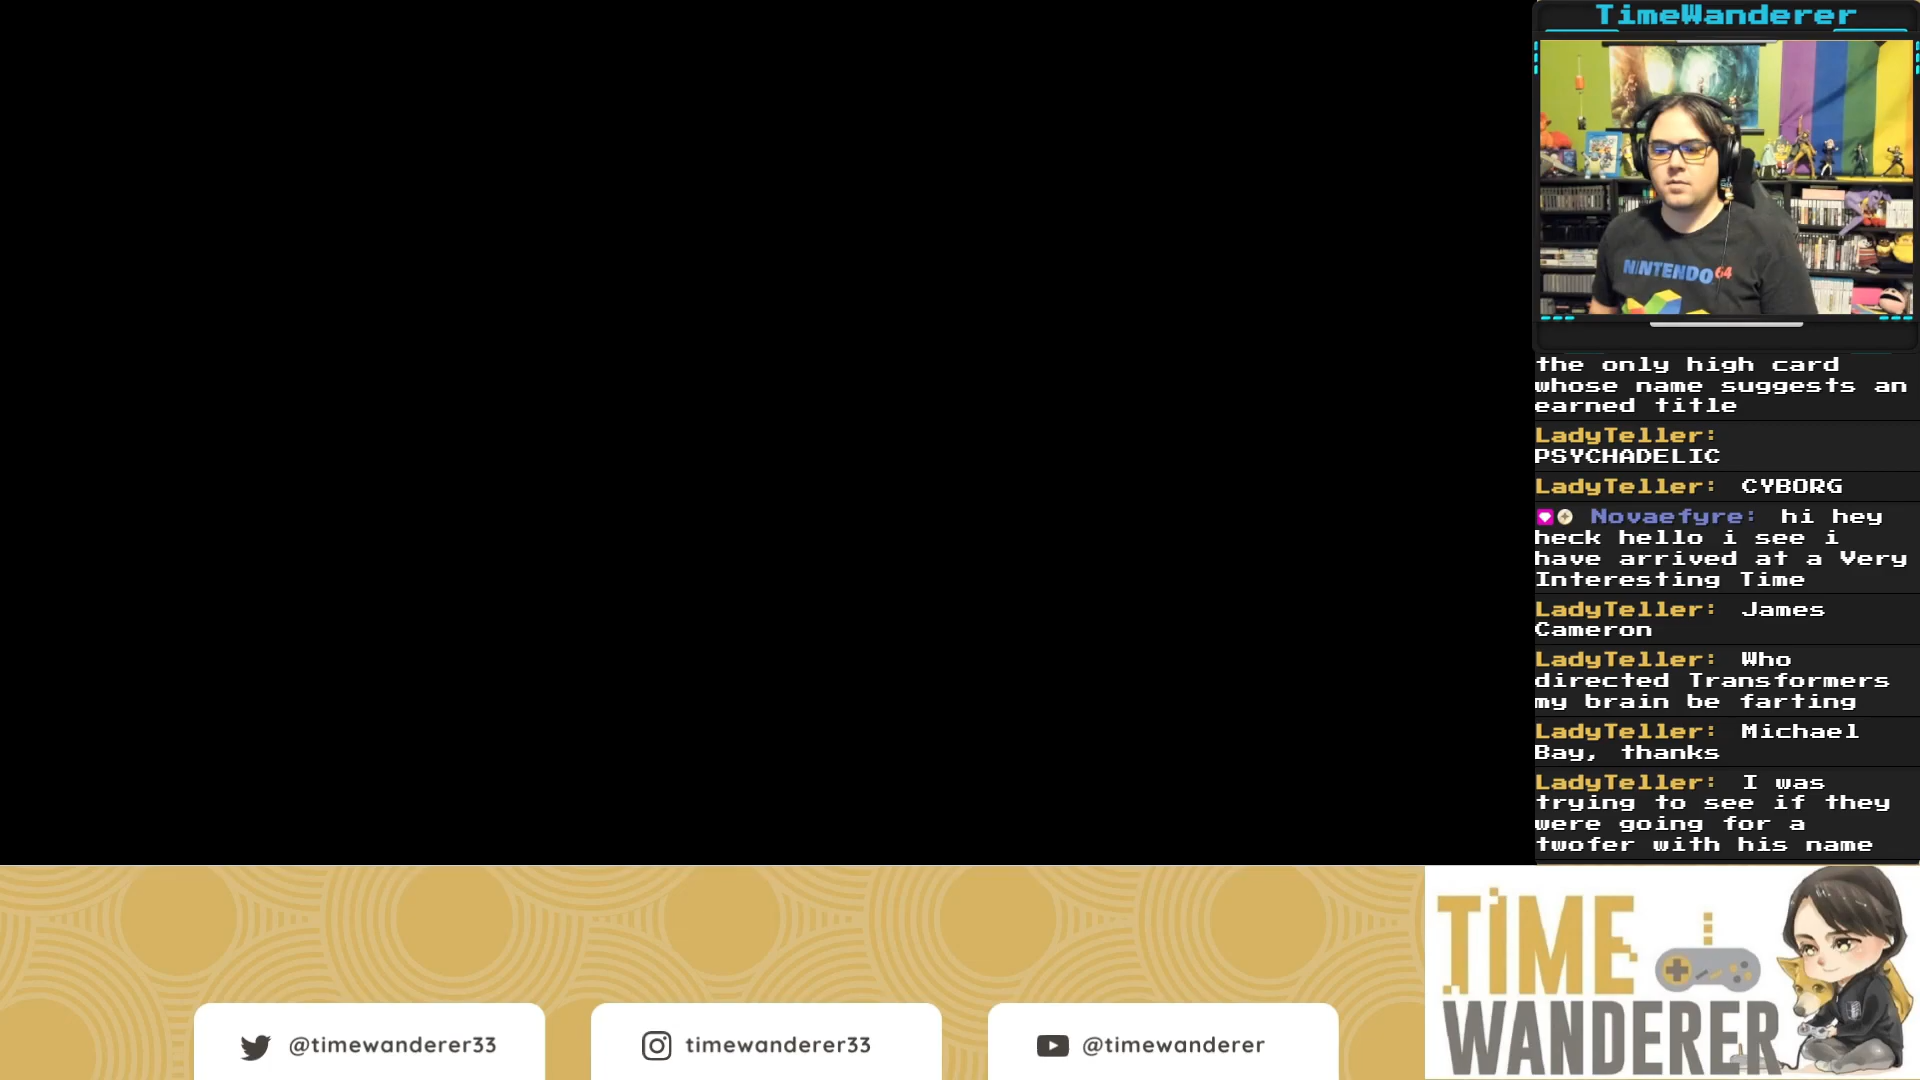 TimeWanderer
NINTENDO 64
the only high card
whose name suggests an
earned title
LadyTeller:
PSYCHADELIC
LadyTeller: CYBORG
Novaefyre: hi hey
heck hello i see i
have arrived at a Very
Interesting Time
LadyTeller: James
Cameron
LadyTeller: Who
directed Transformers
my brain be farting
LadyTeller: Michael
Bay, thanks
LadyTeller: I was
trying to see if they
were going for a
twofer with his name
TIME
WANDERER
@timewanderer33
timewanderer33
@timewanderer